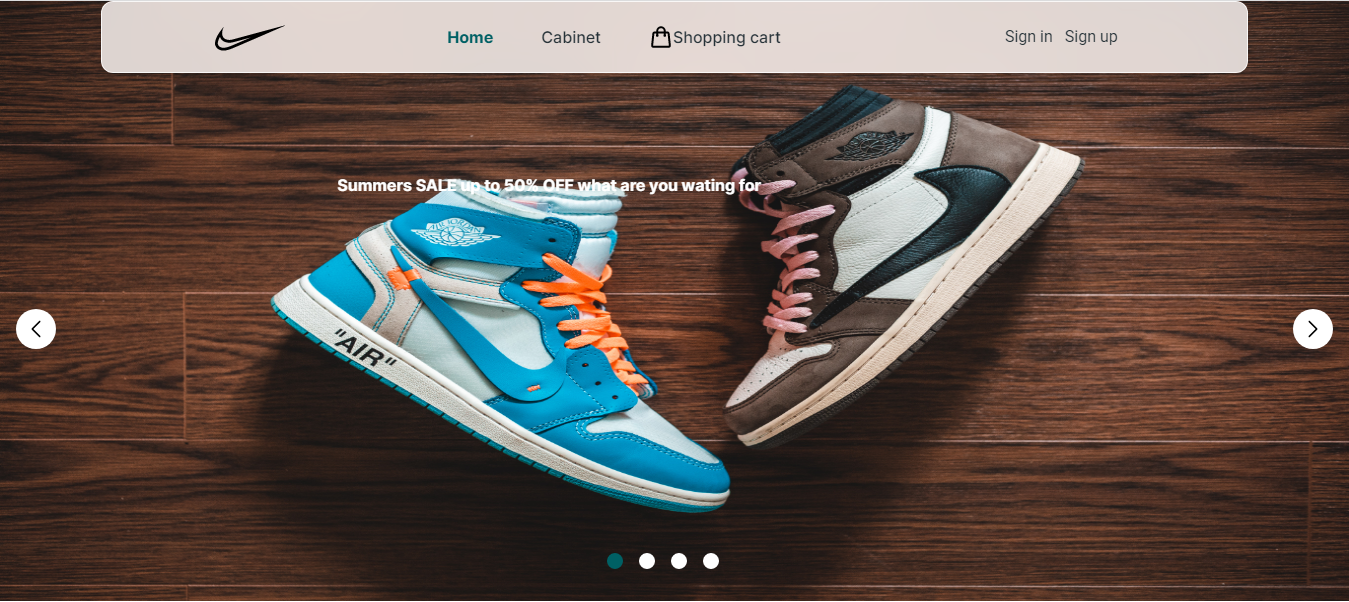 Home
Cabinet
Shopping cart
Sign in
Sign up
Summers SALE up to 50% OFF what are you wating for
"AIR"